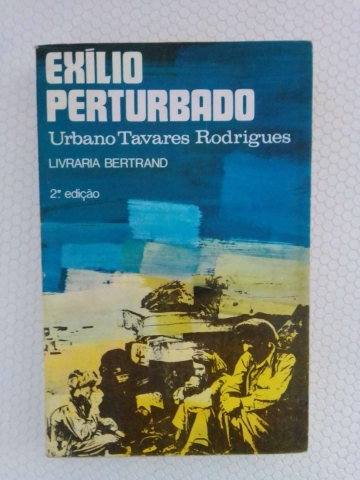 EXÍLIO
PERTURBADO
Urbano Tavares Rodrigues
LIVRARIA BERTRAND
2.ª edição